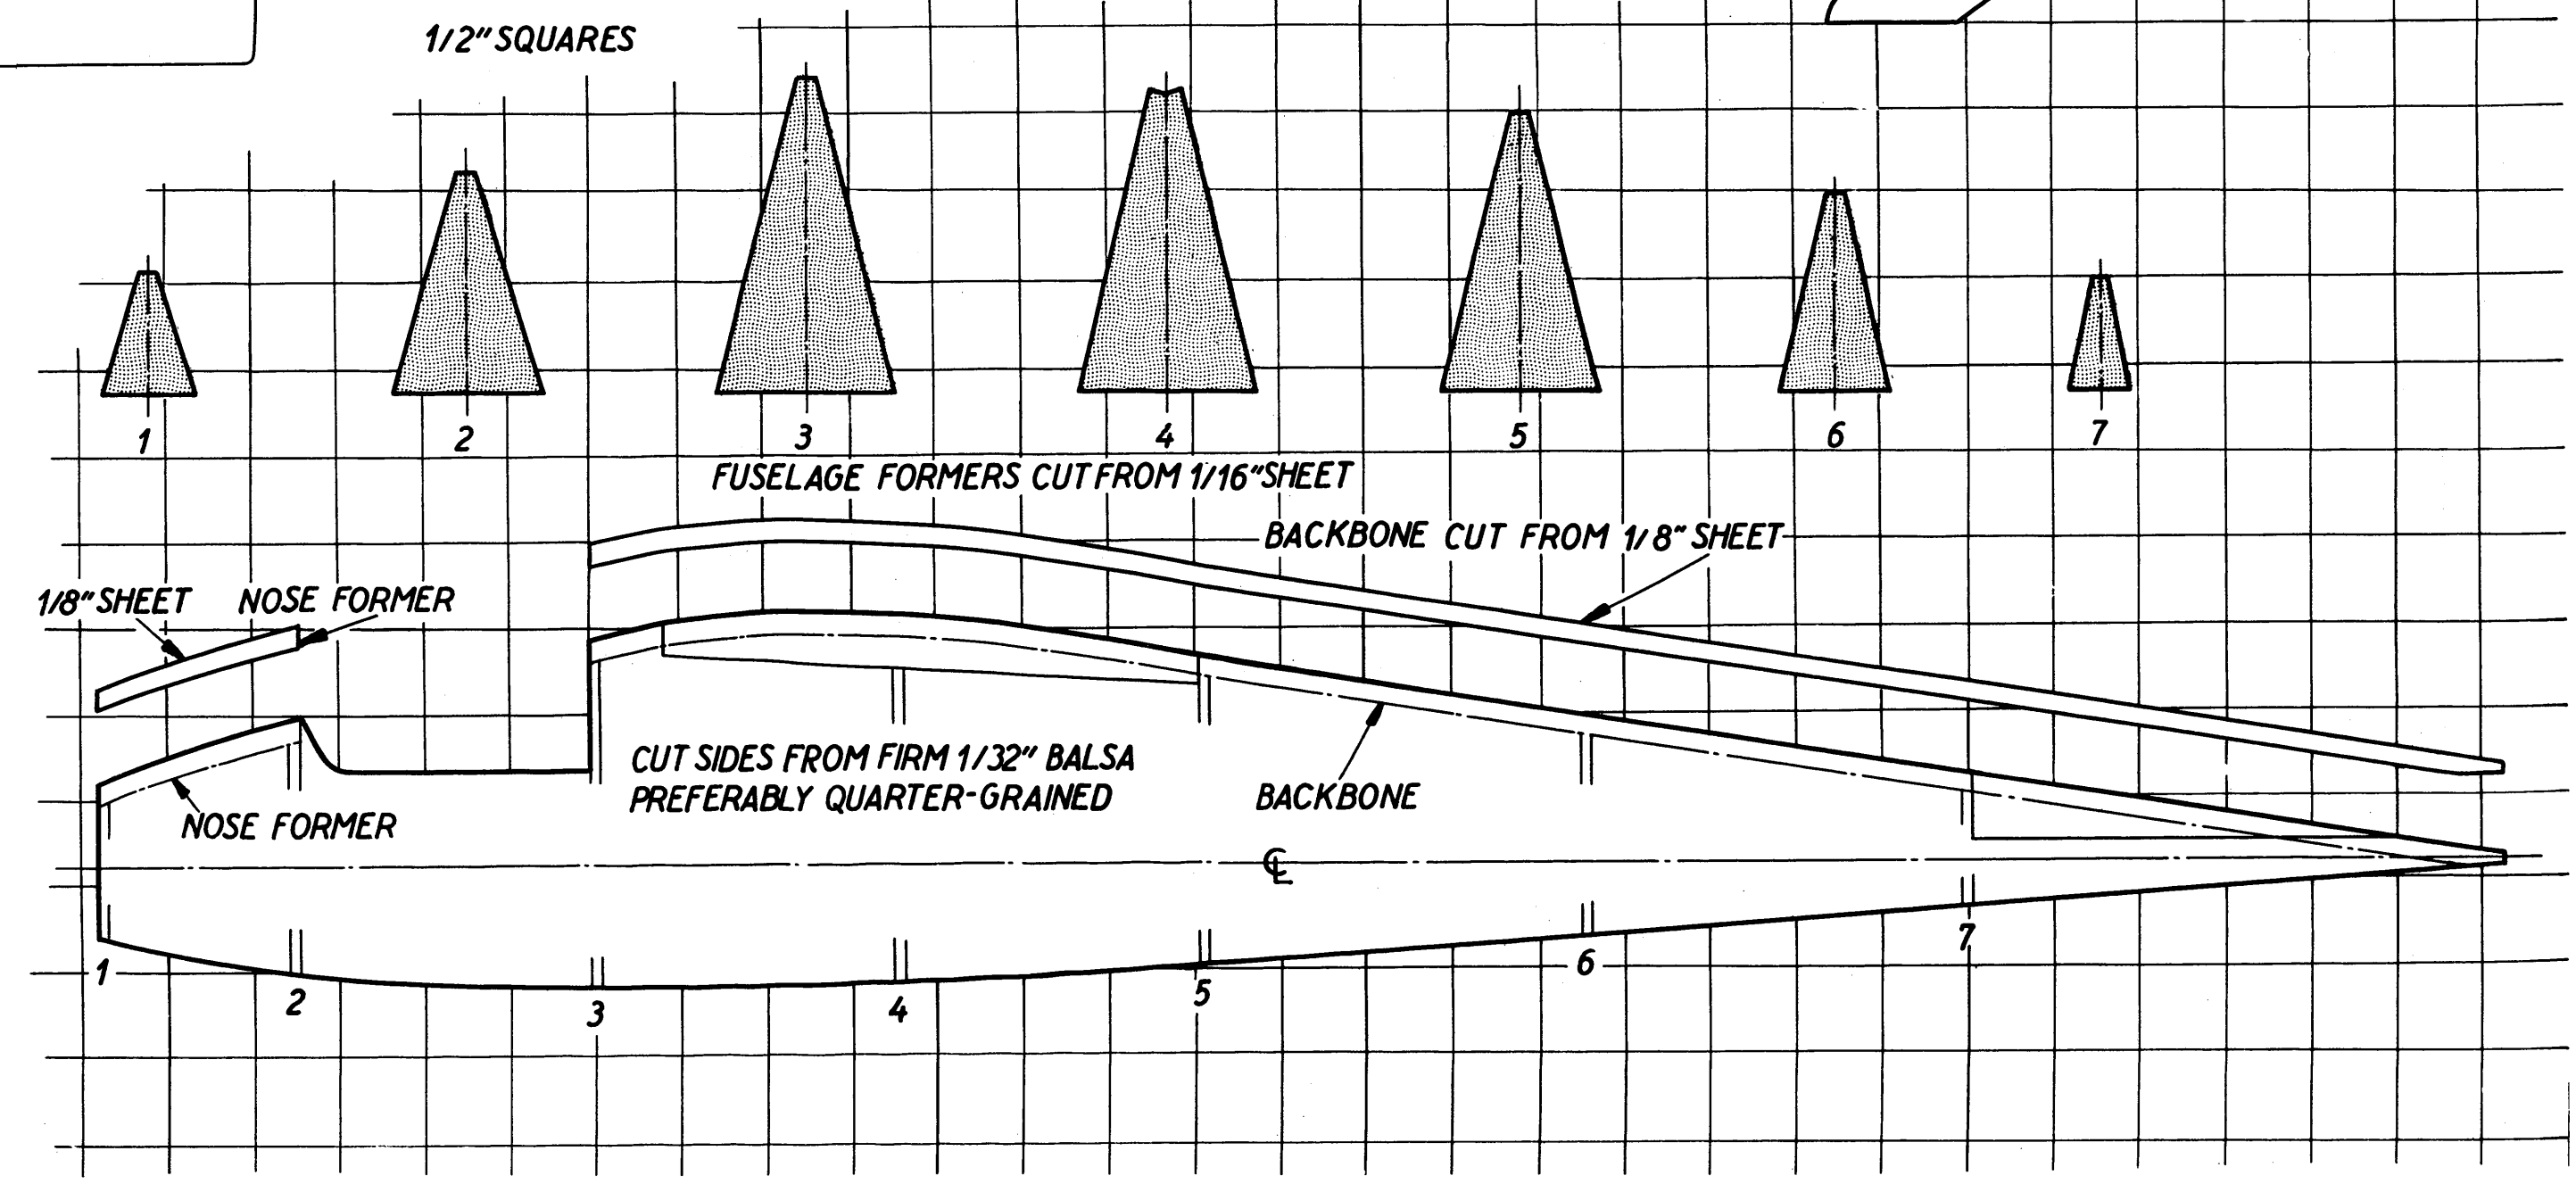 1/2" SQUARES
1 2 3 4 5 6 7
FUSELAGE FORMERS CUT FROM 1/16" SHEET
BACKBONE CUT FROM 1/8" SHEET
1/8" SHEET
NOSE FORMER
CUT SIDES FROM FIRM 1/32" BALSA
PREFERABLY QUARTER-GRAINED
BACKBONE
NOSE FORMER
℄
1 2 3 4 5 6 7